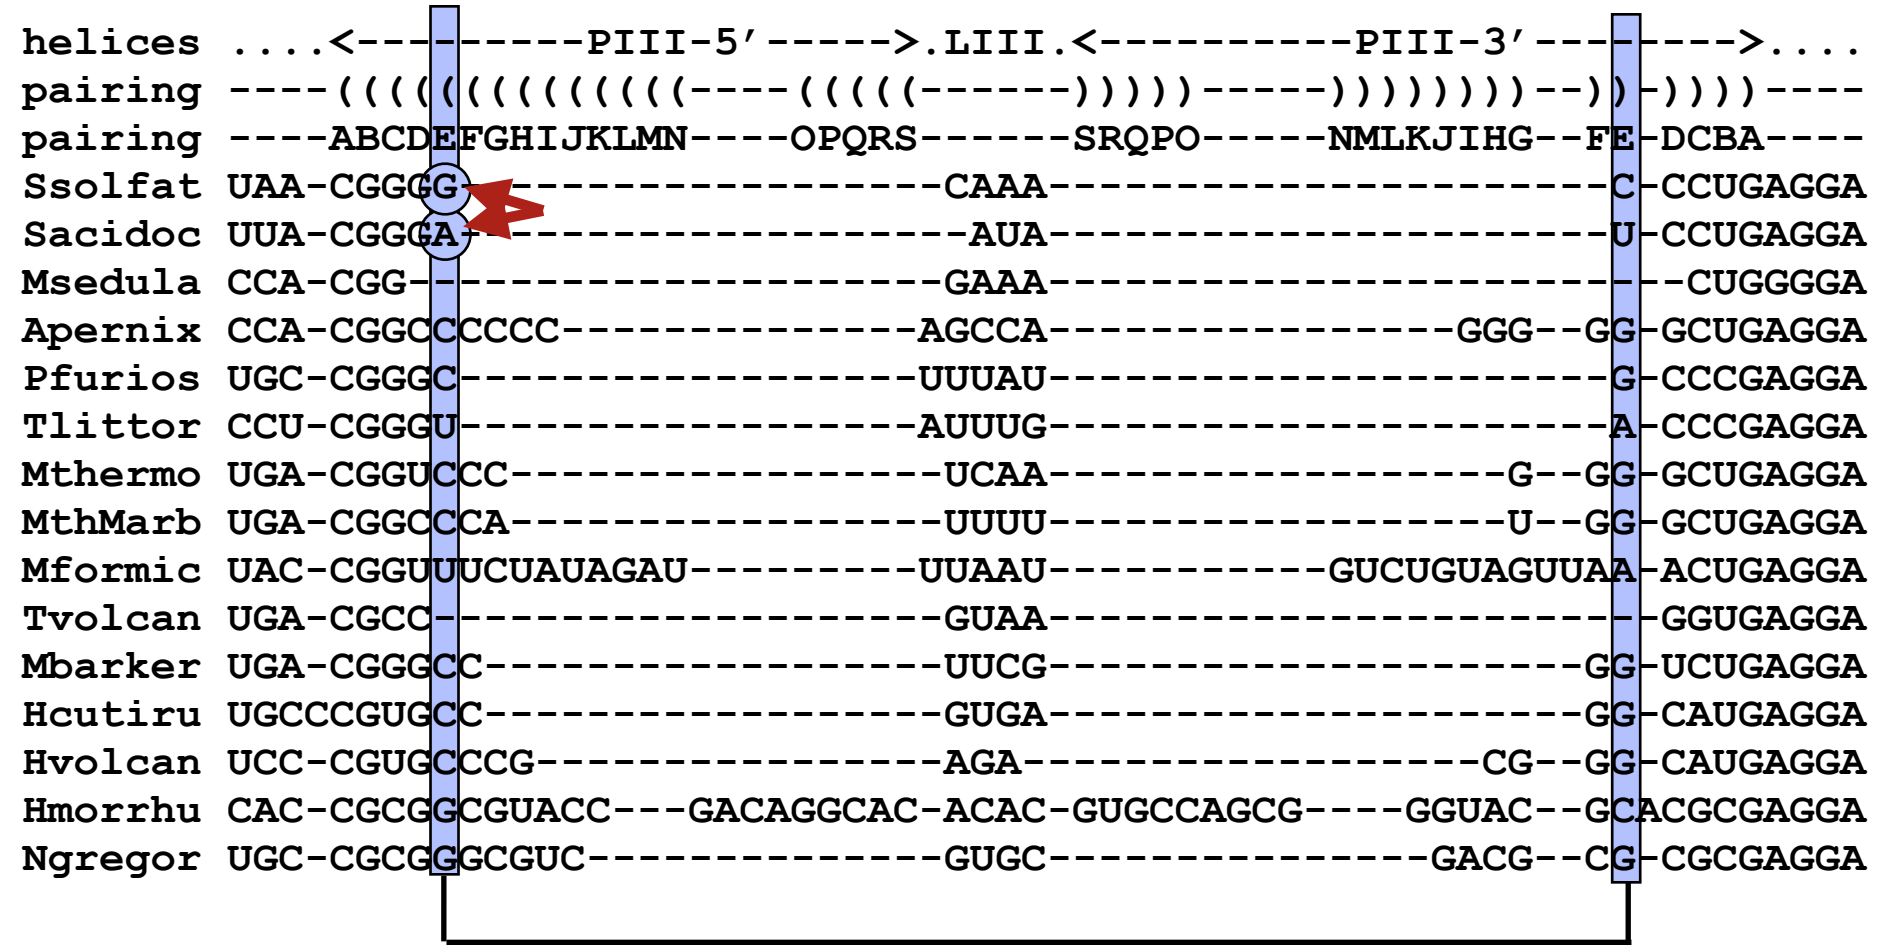 helices ....<---------PIII-5’----->.LIII.<----------PIII-3’-------->....
pairing ----((((((((((((((----(((((------)))))-----))))))))--))-))))----
pairing ----ABCDEFGHIJKLMN----OPQRS------SRQPO-----NMLKJIHG--FE-DCBA----
Ssolfat UAA-CGGGG-------------------CAAA----------------------C-CCUGAGGA
Sacidoc UUA-CGGGA--------------------AUA----------------------U-CCUGAGGA
Msedula CCA-CGG---------------------GAAA-------------------------CUGGGGA
Apernix CCA-CGGCCCCCC--------------AGCCA----------------GGG--GG-GCUGAGGA
Pfurios UGC-CGGGC------------------UUUAU----------------------G-CCCGAGGA
Tlittor CCU-CGGGU------------------AUUUG----------------------A-CCCGAGGA
Mthermo UGA-CGGUCCC-----------------UCAA------------------G--GG-GCUGAGGA
MthMarb UGA-CGGCCCA-----------------UUUU------------------U--GG-GCUGAGGA
Mformic UAC-CGGUUUCUAUAGAU---------UUAAU-----------GUCUGUAGUUAA-ACUGAGGA
Tvolcan UGA-CGCC--------------------GUAA------------------------GGUGAGGA
Mbarker UGA-CGGGCC------------------UUCG---------------------GG-UCUGAGGA
Hcutiru UGCCCGUGCC------------------GUGA---------------------GG-CAUGAGGA
Hvolcan UCC-CGUGCCCG----------------AGA------------------CG--GG-CAUGAGGA
Hmorrhu CAC-CGCGGCGUACC---GACAGGCAC-ACAC-GUGCCAGCG----GGUAC--GCACGCGAGGA
Ngregor UGC-CGCGGGCGUC--------------GUGC---------------GACG--CG-CGCGAGGA